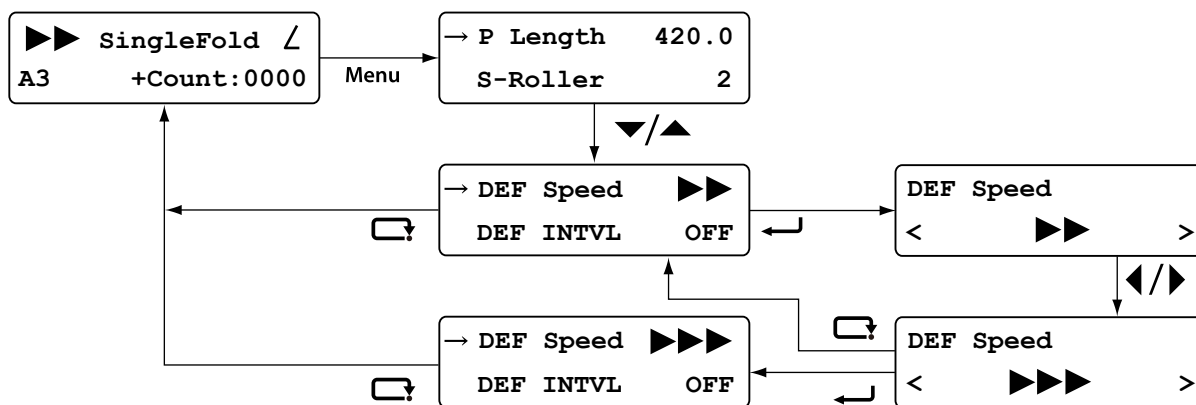 ▶▶ SingleFold ∠
A3 +Count:0000
Menu
→ P Length 420.0
S-Roller 2
▼/▲
→ DEF Speed ▶▶
DEF INTVL OFF
DEF Speed
< ▶▶ >
◀/▶
→ DEF Speed ▶▶▶
DEF INTVL OFF
DEF Speed
< ▶▶▶ >